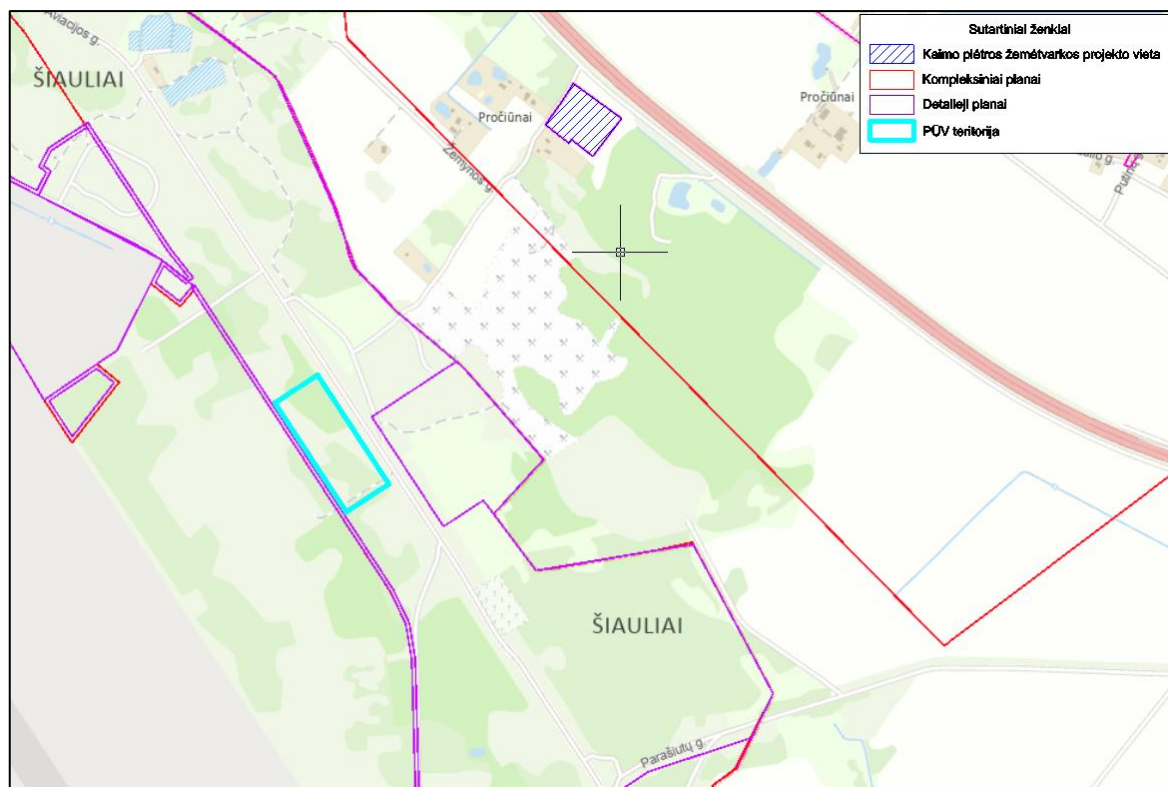 Aviacijos g.
ŠIAULIAI
Pročiūnai
Žemynos g.
Pročiūnai
Sutartiniai ženklai
Kaimo plėtros žemėtvarkos projekto vieta
Kompleksiniai planai
Detalieji planai
PŪV teritorija
Putinų g.
ŠIAULIAI
Parašiutų g.